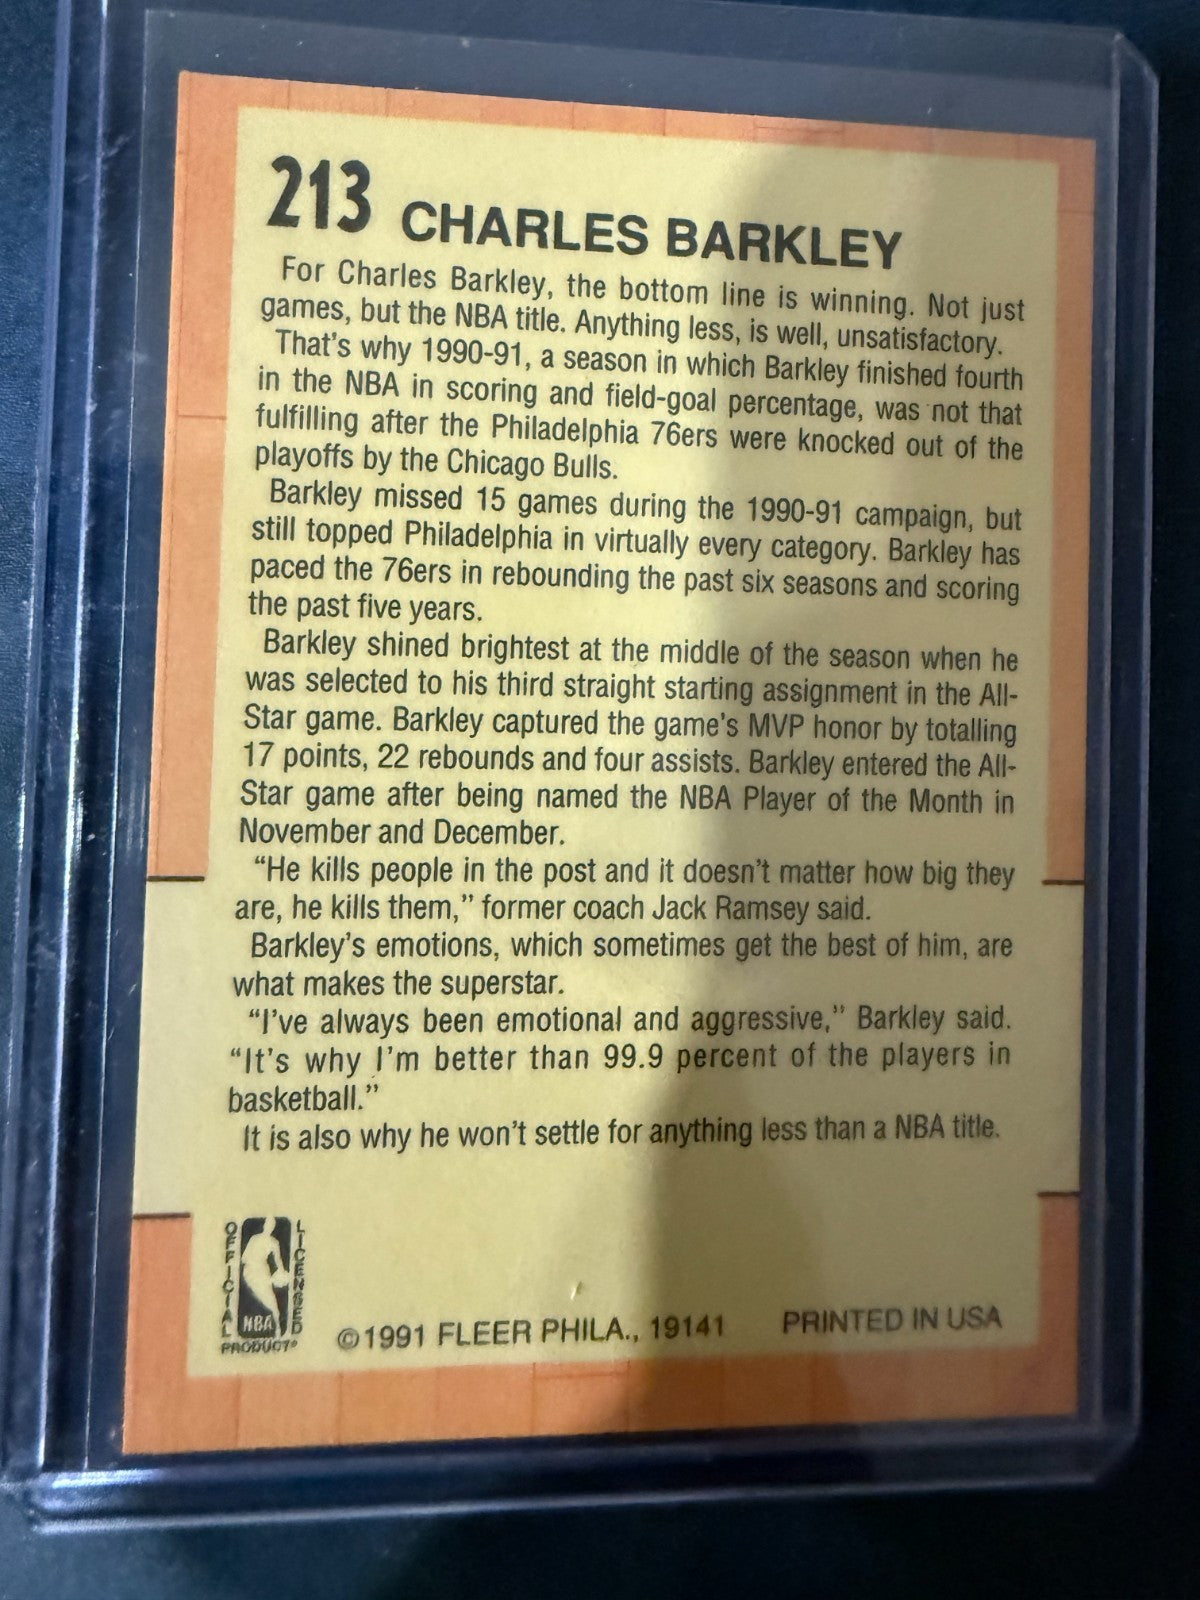 213 CHARLES BARKLEY
For Charles Barkley, the bottom line is winning. Not just
games, but the NBA title. Anything less, is well, unsatisfactory.
That's why 1990-91, a season in which Barkley finished fourth
in the NBA in scoring and field-goal percentage, was not that
fulfilling after the Philadelphia 76ers were knocked out of the
playoffs by the Chicago Bulls.
Barkley missed 15 games during the 1990-91 campaign, but
still topped Philadelphia in virtually every category. Barkley has
paced the 76ers in rebounding the past six seasons and scoring
the past five years.
Barkley shined brightest at the middle of the season when he
was selected to his third straight starting assignment in the All-
Star game. Barkley captured the game's MVP honor by totalling
17 points, 22 rebounds and four assists. Barkley entered the All-
Star game after being named the NBA Player of the Month in
November and December.
“He kills people in the post and it doesn't matter how big they
are, he kills them,” former coach Jack Ramsey said.
Barkley's emotions, which sometimes get the best of him, are
what makes the superstar.
“I've always been emotional and aggressive,” Barkley said.
“It's why I'm better than 99.9 percent of the players in
basketball.”
It is also why he won't settle for anything less than a NBA title.
OFFICIAL
NBA
LICENSED
PRODUCT®
©1991 FLEER PHILA., 19141 PRINTED IN USA